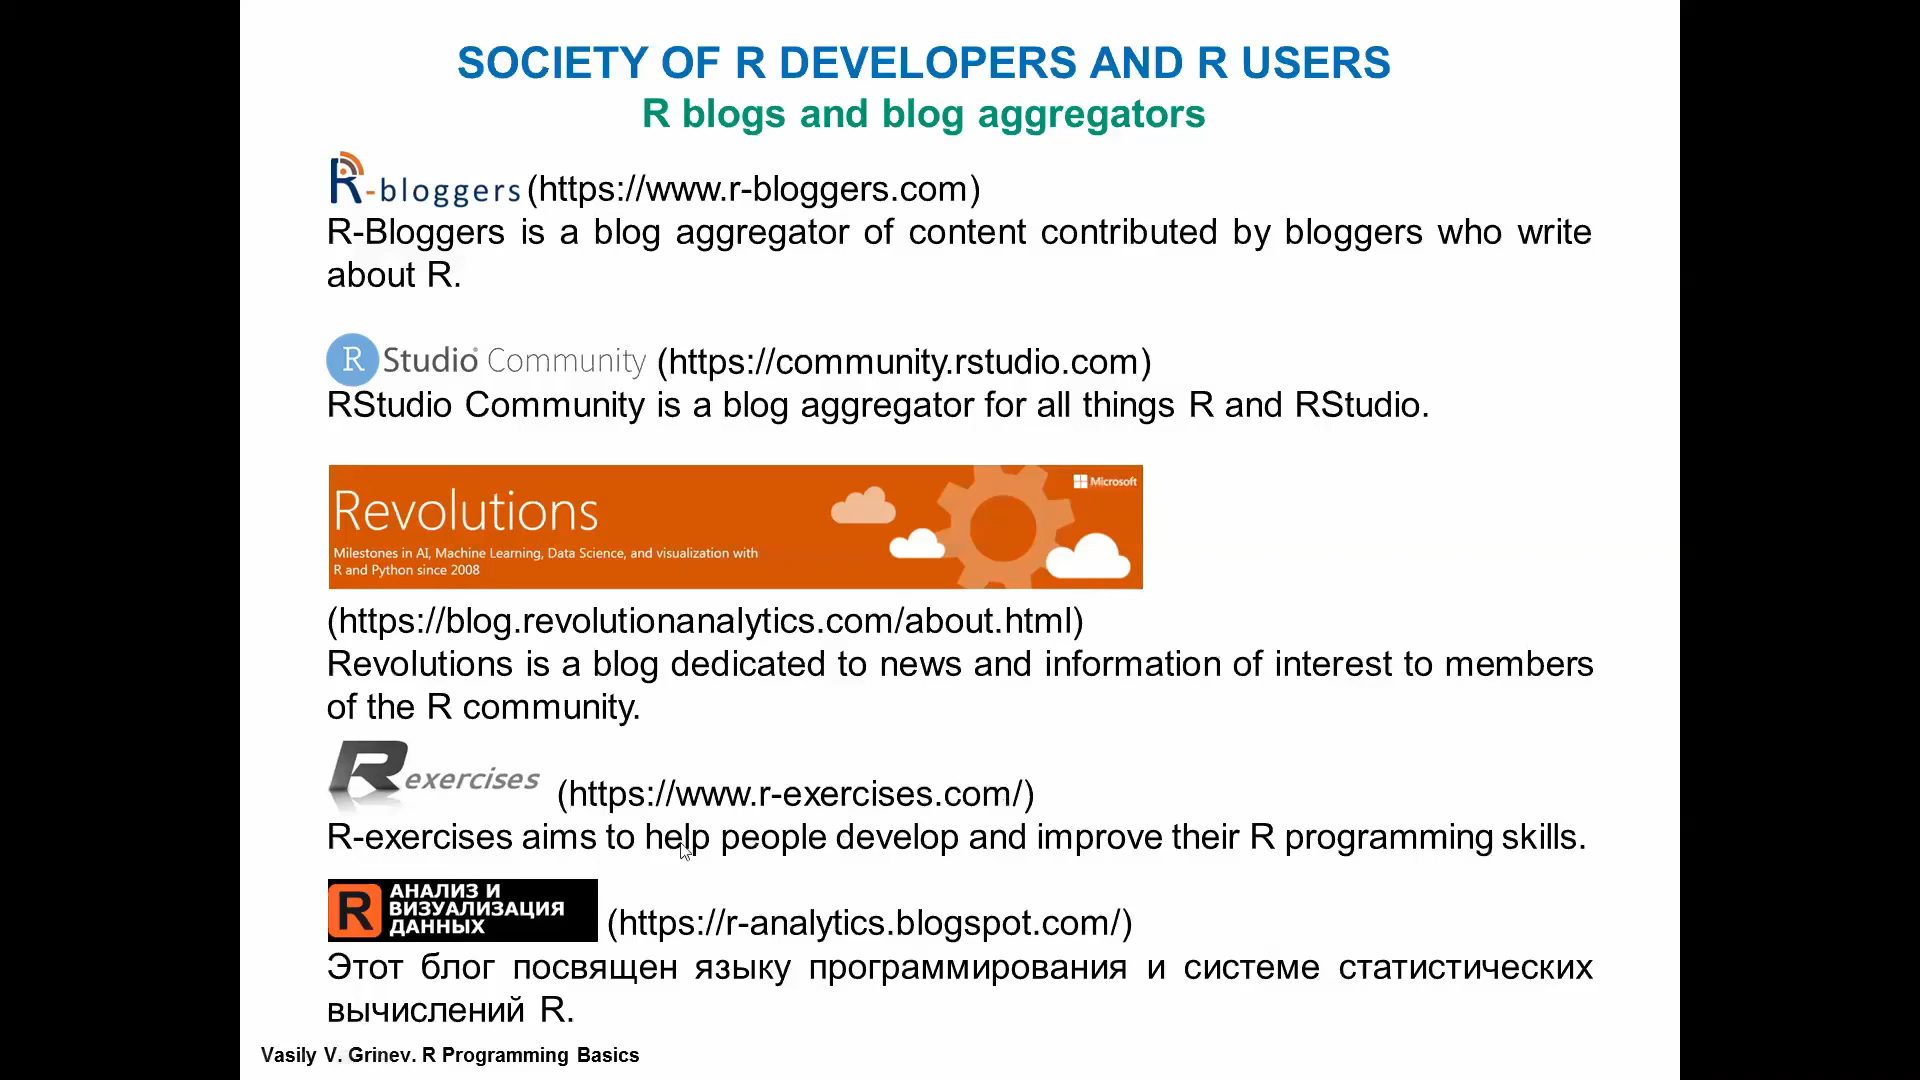 SOCIETY OF R DEVELOPERS AND R USERS
R blogs and blog aggregators
R-bloggers (https://www.r-bloggers.com)
R-Bloggers is a blog aggregator of content contributed by bloggers who write
about R.
R Studio® Community (https://community.rstudio.com)
RStudio Community is a blog aggregator for all things R and RStudio.
Microsoft
Revolutions
Milestones in AI, Machine Learning, Data Science, and visualization with
R and Python since 2008
(https://blog.revolutionanalytics.com/about.html)
Revolutions is a blog dedicated to news and information of interest to members
of the R community.
R exercises (https://www.r-exercises.com/)
R-exercises aims to help people develop and improve their R programming skills.
R АНАЛИЗ И
ВИЗУАЛИЗАЦИЯ
ДАННЫХ (https://r-analytics.blogspot.com/)
Этот блог посвящен языку программирования и системе статистических
вычислений R.
Vasily V. Grinev. R Programming Basics